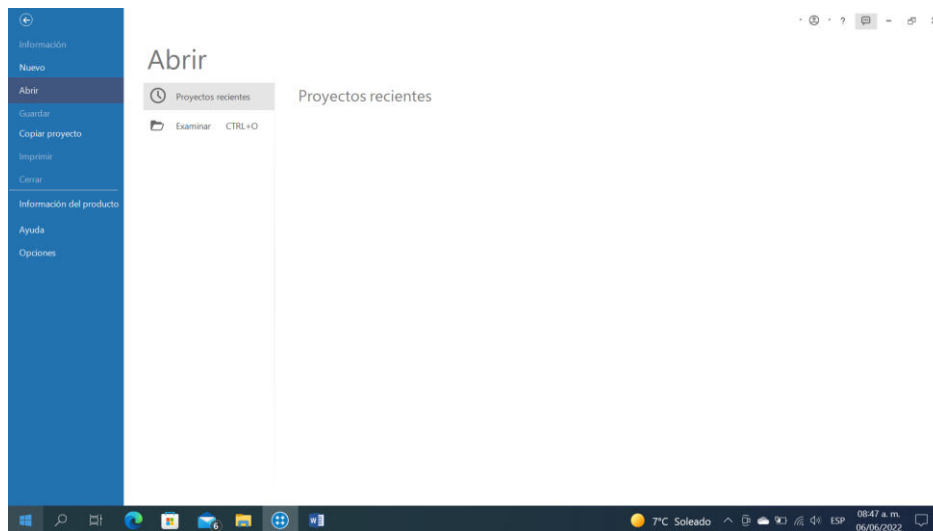 Información
Nuevo
Abrir
Guardar
Copiar proyecto
Imprimir
Cerrar
Información del producto
Ayuda
Opciones
Abrir
Proyectos recientes
Examinar CTRL+O
Proyectos recientes
?
6
W
7°C Soleado
ESP
08:47 a. m.
06/06/2022